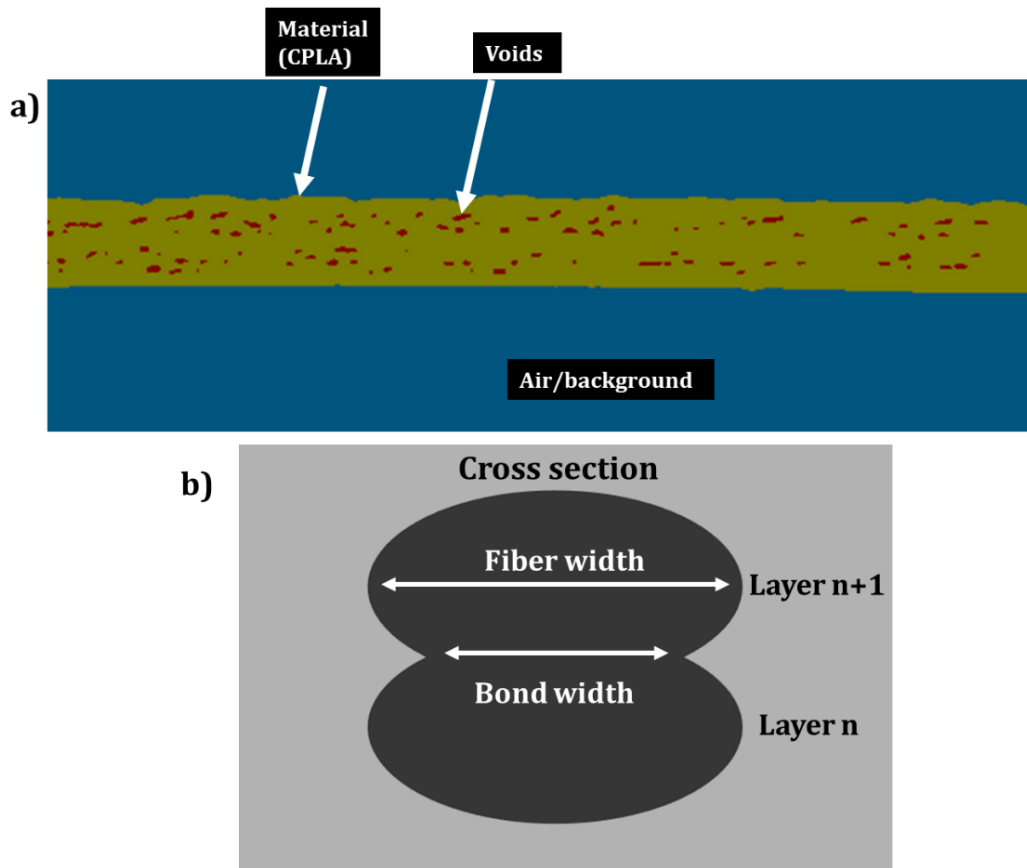 Material
(CPLA)
Voids
a)
Air/background
b)
Cross section
Fiber width
Layer n+1
Bond width
Layer n